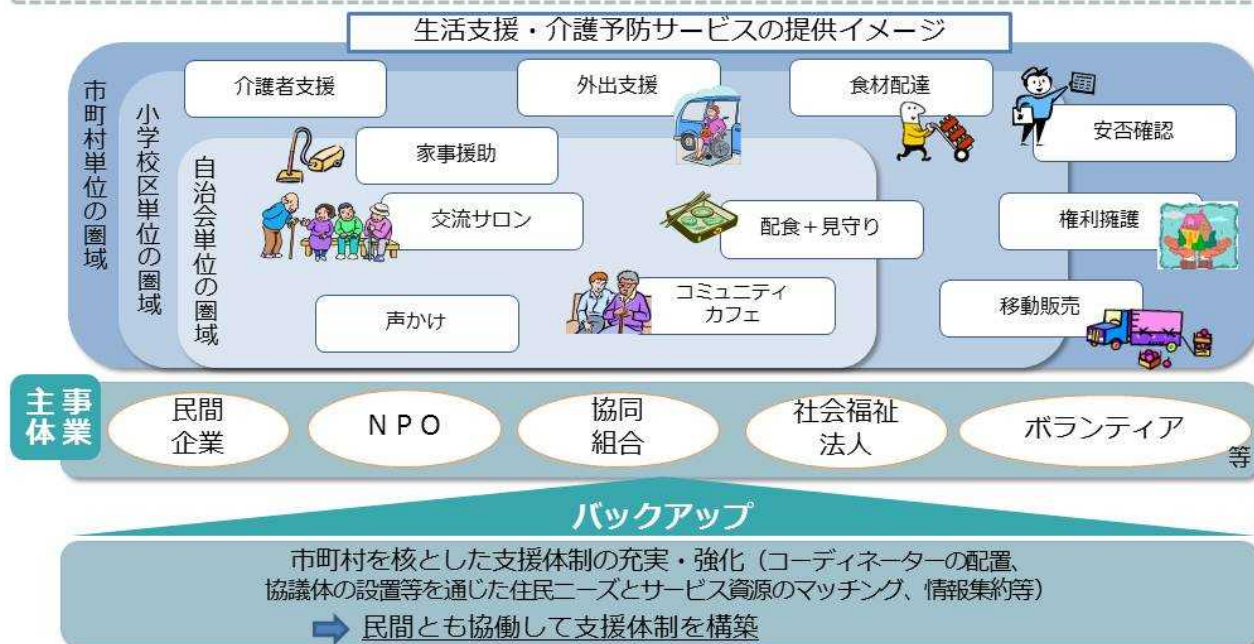 生活支援・介護予防サービスの提供イメージ
市町村単位の圏域
小学校区単位の圏域
自治会単位の圏域
介護者支援
外出支援
食材配達
安否確認
家事援助
交流サロン
配食+見守り
権利擁護
声かけ
コミュニティ
カフェ
移動販売
事業
主体
民間
企業
NPO
協同
組合
社会福祉
法人
ボランティア
等
バックアップ
市町村を核とした支援体制の充実・強化(コーディネーターの配置、
協議体の設置等を通じた住民ニーズとサービス資源のマッチング、情報集約等)
民間とも協働して支援体制を構築